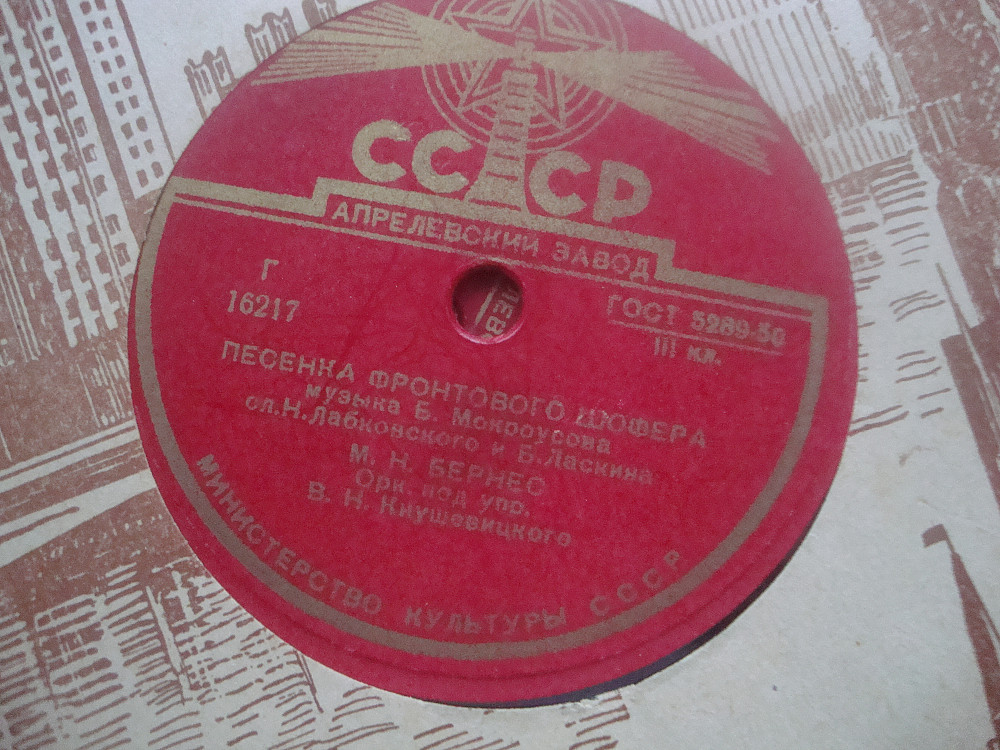 СССР
АПРЕЛЕВСКИЙ ЗАВОД
Г
16217
ГОСТ 5289-50
III кл.
ПЕСЕНКА ФРОНТОВОГО ШОФЕРА
музыка Б. Мокроусова
сл. Н. Лабковского и Б. Ласкина
М. Н. БЕРНЕС
Орк. под упр.
В. Н. Кнушевицкого
МИНИСТЕРСТВО КУЛЬТУРЫ СССР